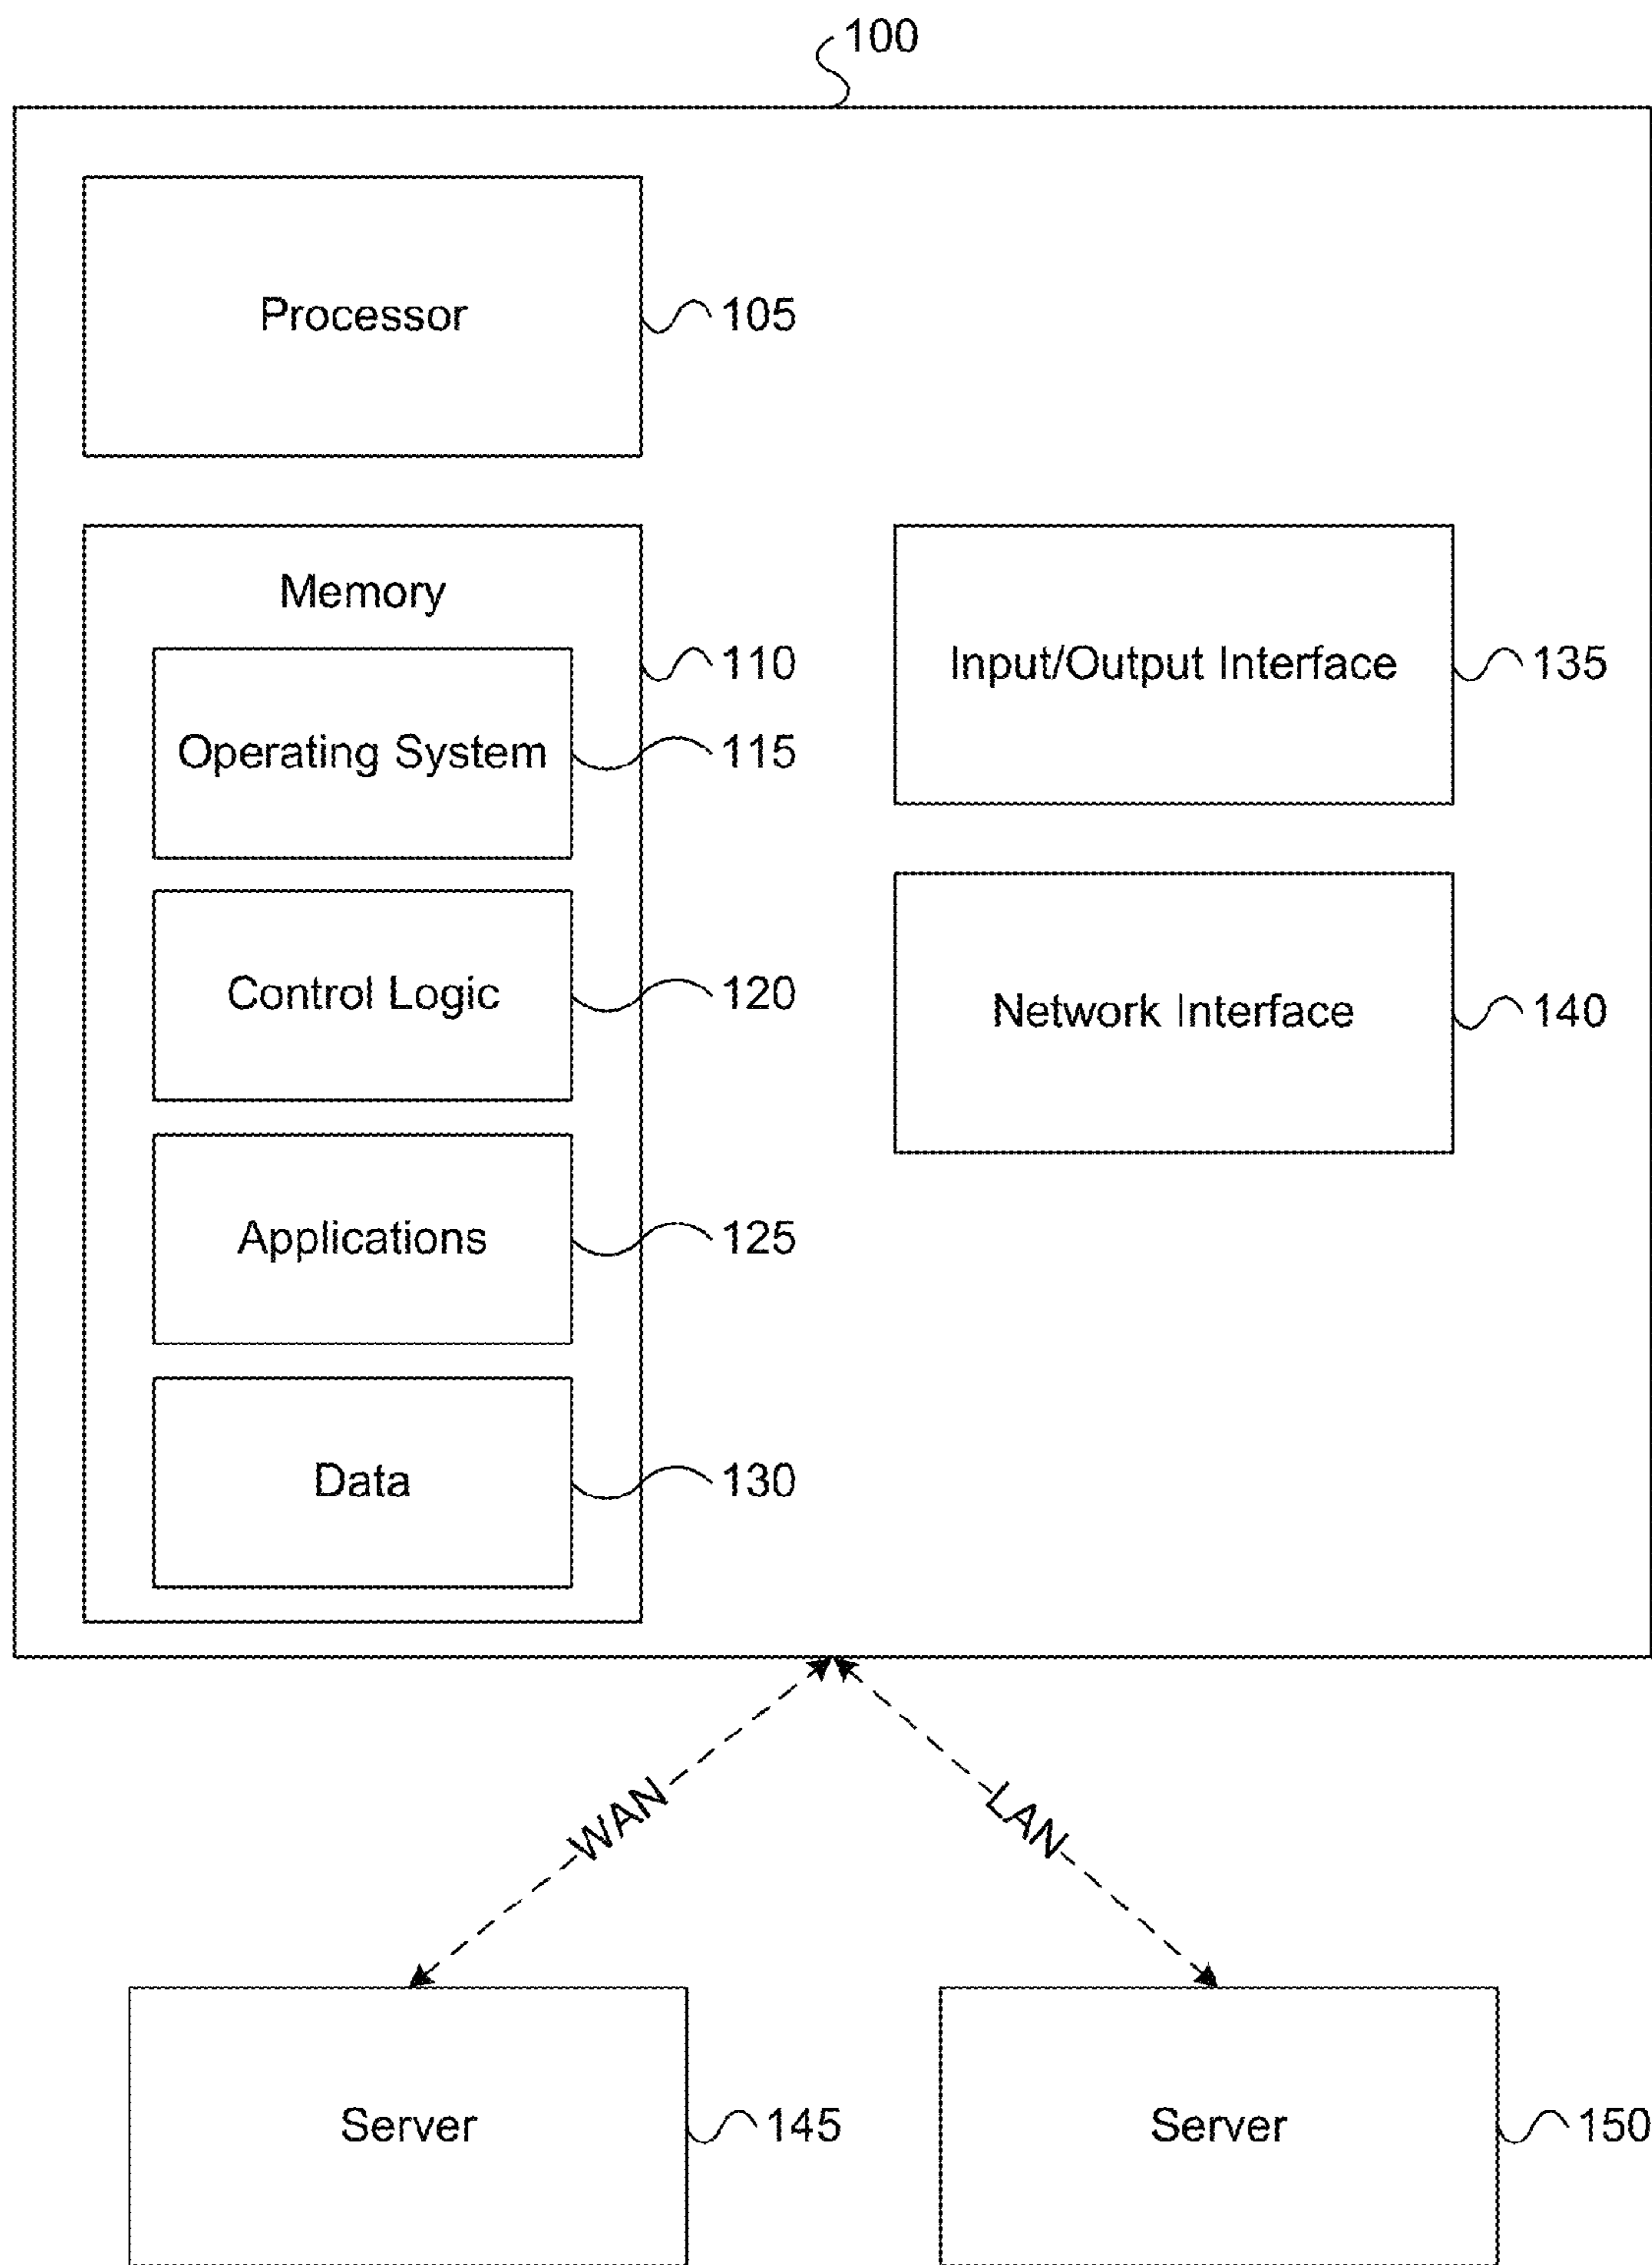 100
Processor
105
Memory
110
Operating System
115
Control Logic
120
Applications
125
Data
130
Input/Output Interface
135
Network Interface
140
WAN
LAN
Server
145
Server
150